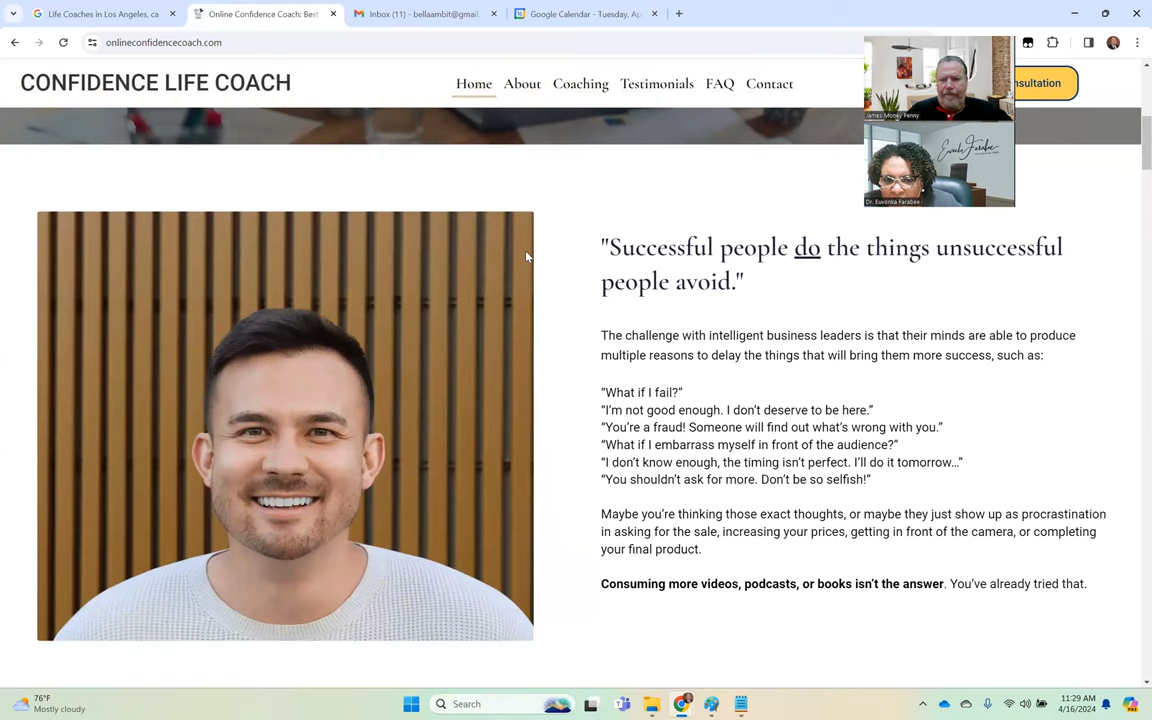 Life Coaches in Los Angeles, ca
Online Confidence Coach: Best
Inbox (11) - bellaambit@gmail.
Google Calendar - Tuesday, Ap
onlineconfidencecoach.com
CONFIDENCE LIFE COACH
Home
About
Coaching
Testimonials
FAQ
Contact
nsultation
James Money Penny
Euvonka Farabee
Dr. Euvonka Farabee
"Successful people do the things unsuccessful
people avoid."
The challenge with intelligent business leaders is that their minds are able to produce
multiple reasons to delay the things that will bring them more success, such as:
“What if I fail?”
“I’m not good enough. I don’t deserve to be here.”
“You’re a fraud! Someone will find out what’s wrong with you.”
“What if I embarrass myself in front of the audience?”
“I don’t know enough, the timing isn’t perfect. I’ll do it tomorrow…”
“You shouldn’t ask for more. Don’t be so selfish!”
Maybe you’re thinking those exact thoughts, or maybe they just show up as procrastination
in asking for the sale, increasing your prices, getting in front of the camera, or completing
your final product.
Consuming more videos, podcasts, or books isn’t the answer. You’ve already tried that.
76°F
Mostly cloudy
Search
11:29 AM
4/16/2024